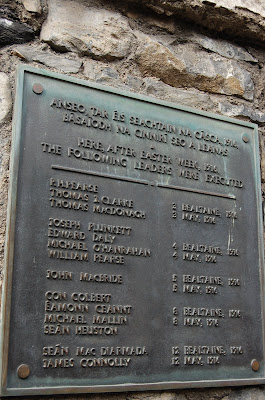 ANSEO, TAR ÉIS SEACHTAIN NA CÁSCA, 1916,
BÁSAÍODH NA CINNIRÍ SEO A LEANAS
HERE AFTER EASTER WEEK, 1916
THE FOLLOWING LEADERS WERE EXECUTED
P.H. PEARSE
THOMAS S. CLARKE 3 BEALTAINE, 1916
THOMAS MACDONAGH 3 MAY, 1916
JOSEPH PLUNKETT
EDWARD DALY
MICHAEL O'HANRAHAN 4 BEALTAINE, 1916
WILLIAM PEARSE 4 MAY, 1916
JOHN MACBRIDE 5 BEALTAINE, 1916
5 MAY, 1916
CON COLBERT
ÉAMONN CEANNT 8 BEALTAINE, 1916
MICHAEL MALLIN 8 MAY, 1916
SEÁN HEUSTON
SEÁN MAC DIARMADA 12 BEALTAINE, 1916
JAMES CONNOLLY 12 MAY, 1916